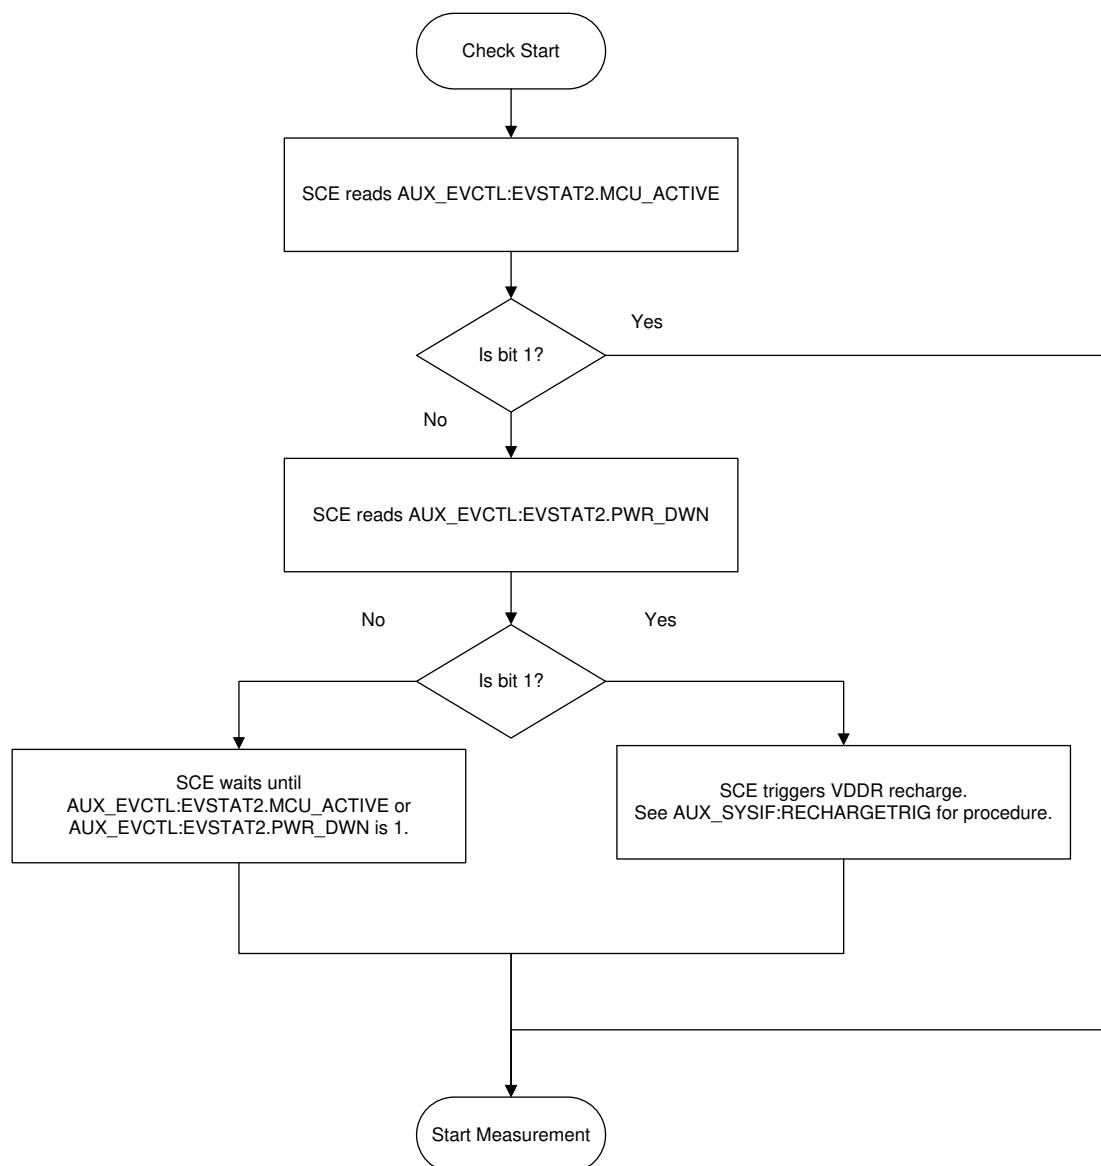 Check Start
SCE reads AUX_EVCTL:EVSTAT2.MCU_ACTIVE
Yes
Is bit 1?
No
SCE reads AUX_EVCTL:EVSTAT2.PWR_DWN
No
Yes
Is bit 1?
SCE waits until
AUX_EVCTL:EVSTAT2.MCU_ACTIVE or
AUX_EVCTL:EVSTAT2.PWR_DWN is 1.
SCE triggers VDDR recharge.
See AUX_SYSIF:RECHARGETRIG for procedure.
Start Measurement